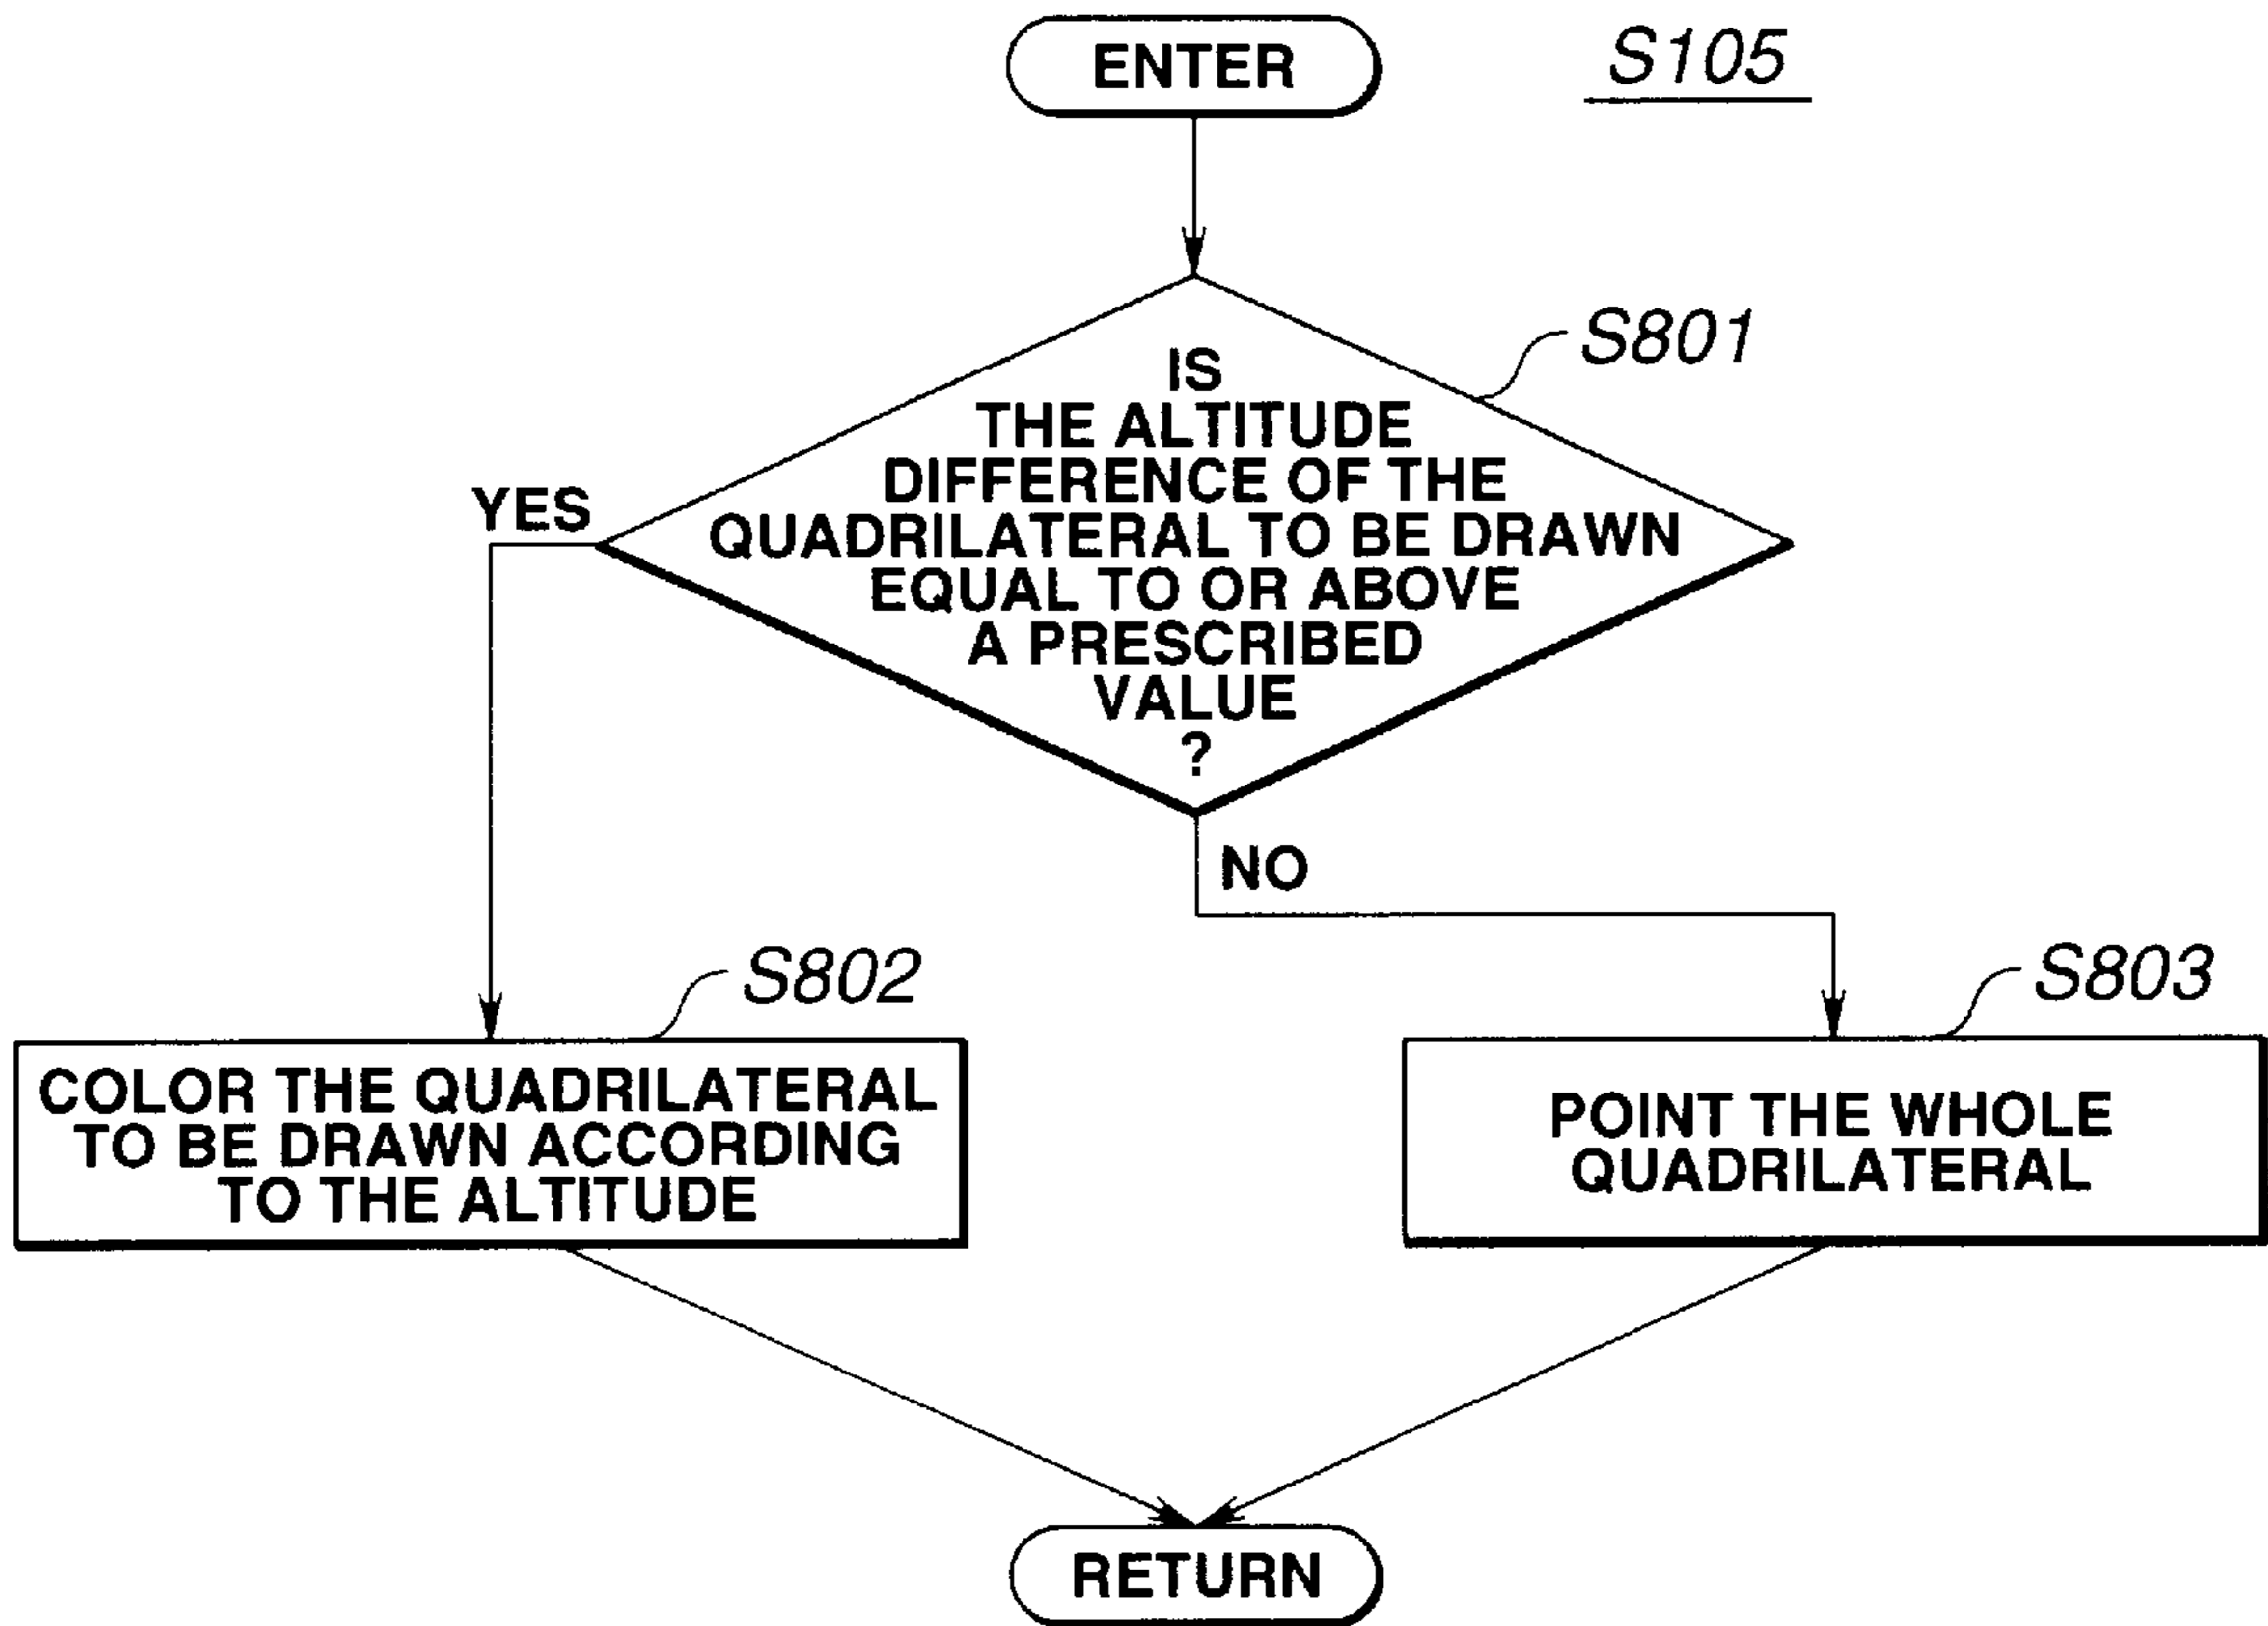 ENTER
S105
S801
IS
THE ALTITUDE
DIFFERENCE OF THE
QUADRILATERAL TO BE DRAWN
EQUAL TO OR ABOVE
A PRESCRIBED
VALUE
?
YES
NO
S802
COLOR THE QUADRILATERAL
TO BE DRAWN ACCORDING
TO THE ALTITUDE
S803
POINT THE WHOLE
QUADRILATERAL
RETURN